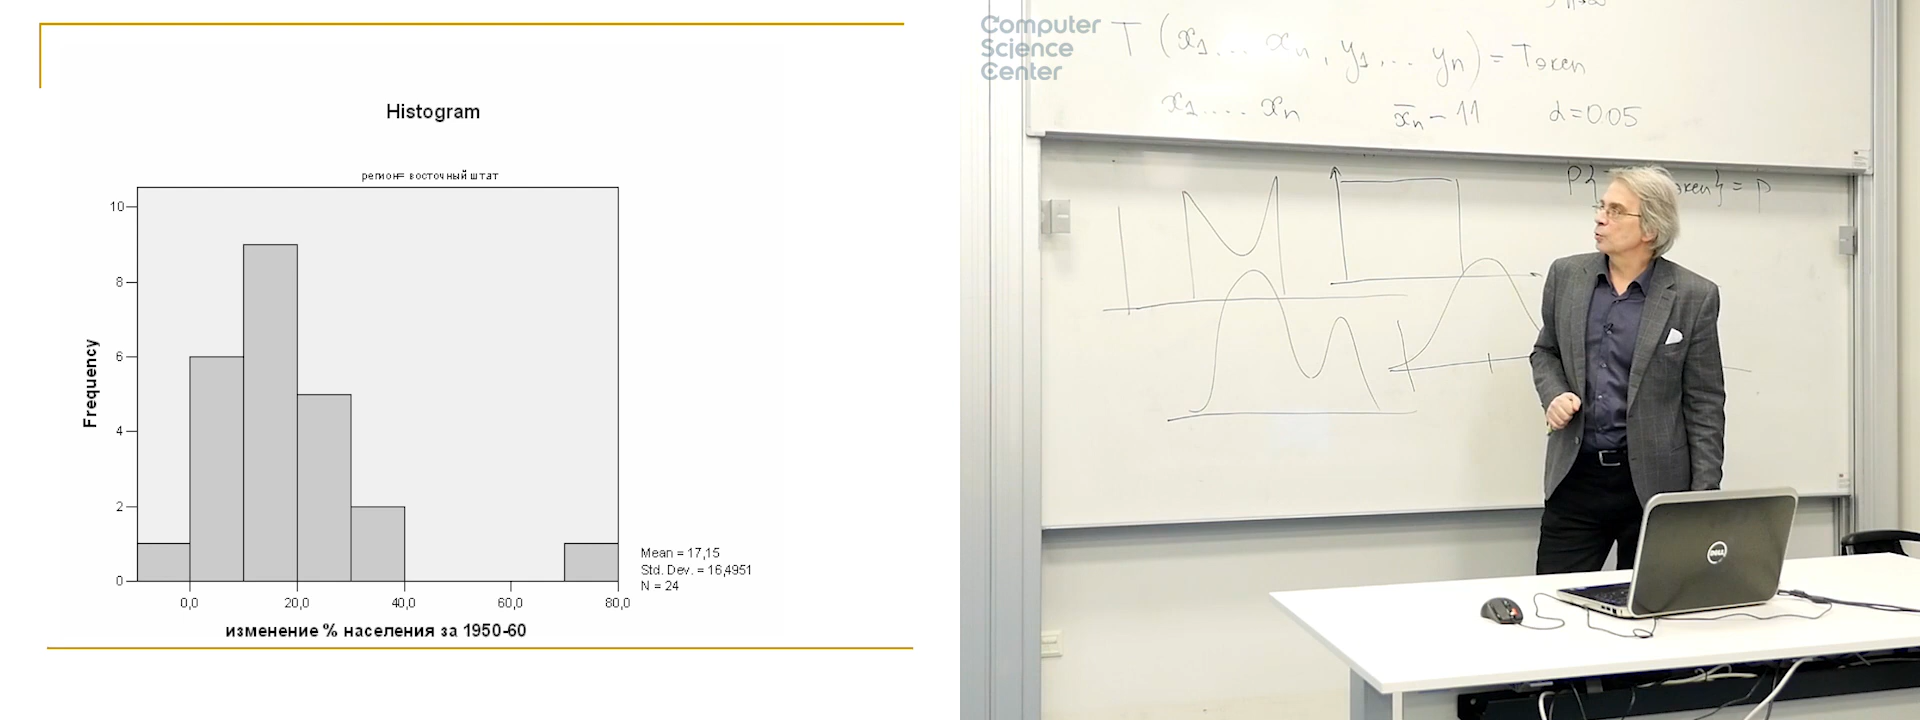 Histogram
регион= восточный штат
10
8
6
4
2
0
Frequency
0,0 20,0 40,0 60,0 80,0
изменение % населения за 1950-60
Mean = 17,15
Std. Dev. = 16,4951
N = 24
Computer
Science
Center
T (x₁ ... xₙ, y₁, ... yₙ) = Tэксп
x₁ .... xₙ x̄ₙ - 11 α=0.05
P{ эксп} = p
DELL